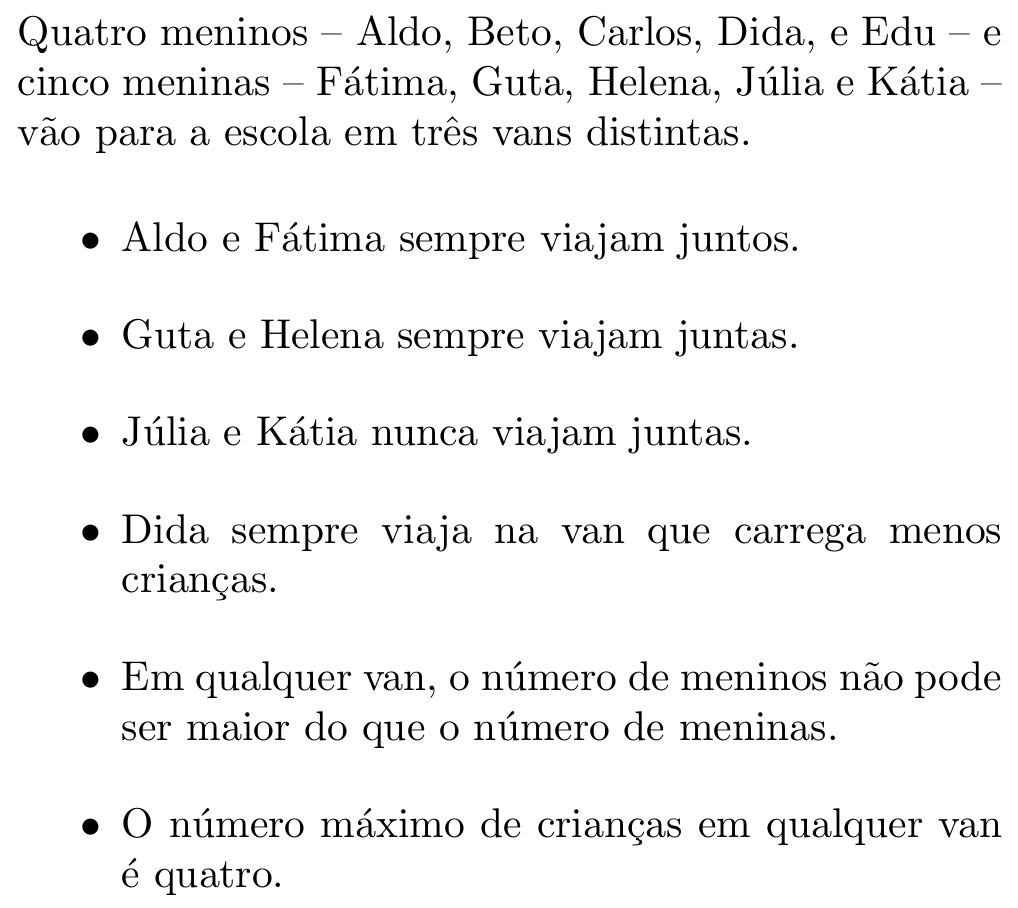 Quatro meninos – Aldo, Beto, Carlos, Dida, e Edu – e
cinco meninas – Fátima, Guta, Helena, Júlia e Kátia –
vão para a escola em três vans distintas.
• Aldo e Fátima sempre viajam juntos.
• Guta e Helena sempre viajam juntas.
• Júlia e Kátia nunca viajam juntas.
• Dida sempre viaja na van que carrega menos
crianças.
• Em qualquer van, o número de meninos não pode
ser maior do que o número de meninas.
• O número máximo de crianças em qualquer van
é quatro.